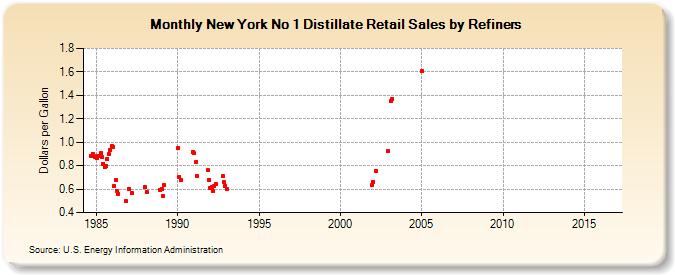 Monthly New York No 1 Distillate Retail Sales by Refiners
Dollars per Gallon
1.8
1.6
1.4
1.2
1.0
0.8
0.6
0.4
1985 1990 1995 2000 2005 2010 2015
Source: U.S. Energy Information Administration